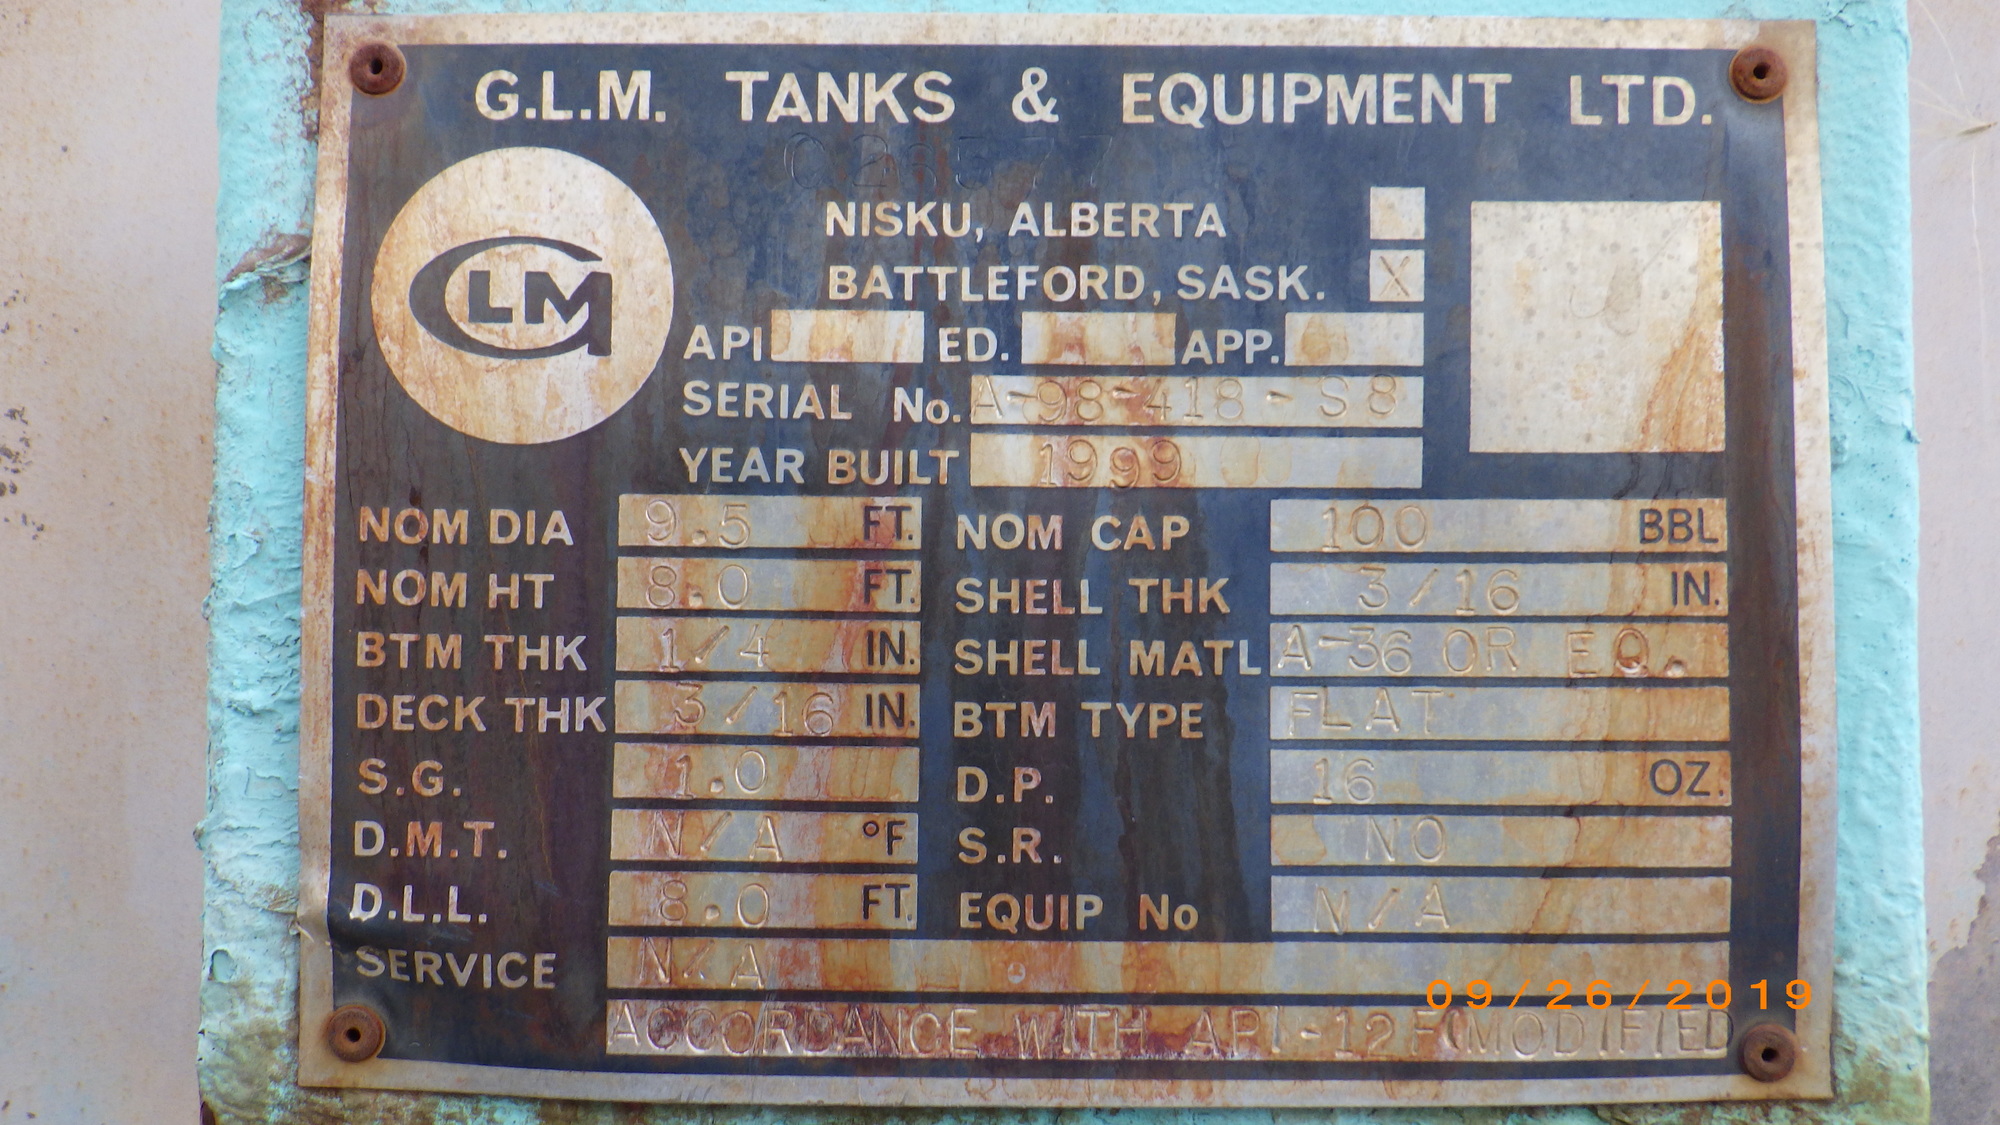 G.L.M. TANKS & EQUIPMENT LTD.
NISKU, ALBERTA
BATTLEFORD, SASK. X
GLM
API ED. APP.
SERIAL No. A-98-418-S8
YEAR BUILT 1999
NOM DIA 9.5 FT. NOM CAP 100 BBL
NOM HT 8.0 FT. SHELL THK 3/16 IN.
BTM THK 1/4 IN. SHELL MATL A-36 OR EQ.
DECK THK 3/16 IN. BTM TYPE FLAT
S.G. 1.0 D.P. 16 OZ.
D.M.T. N/A °F S.R. NO
D.L.L. 8.0 FT. EQUIP No N/A
SERVICE N/A
ACCORDANCE WITH API-12F(MODIFIED
09/26/2019